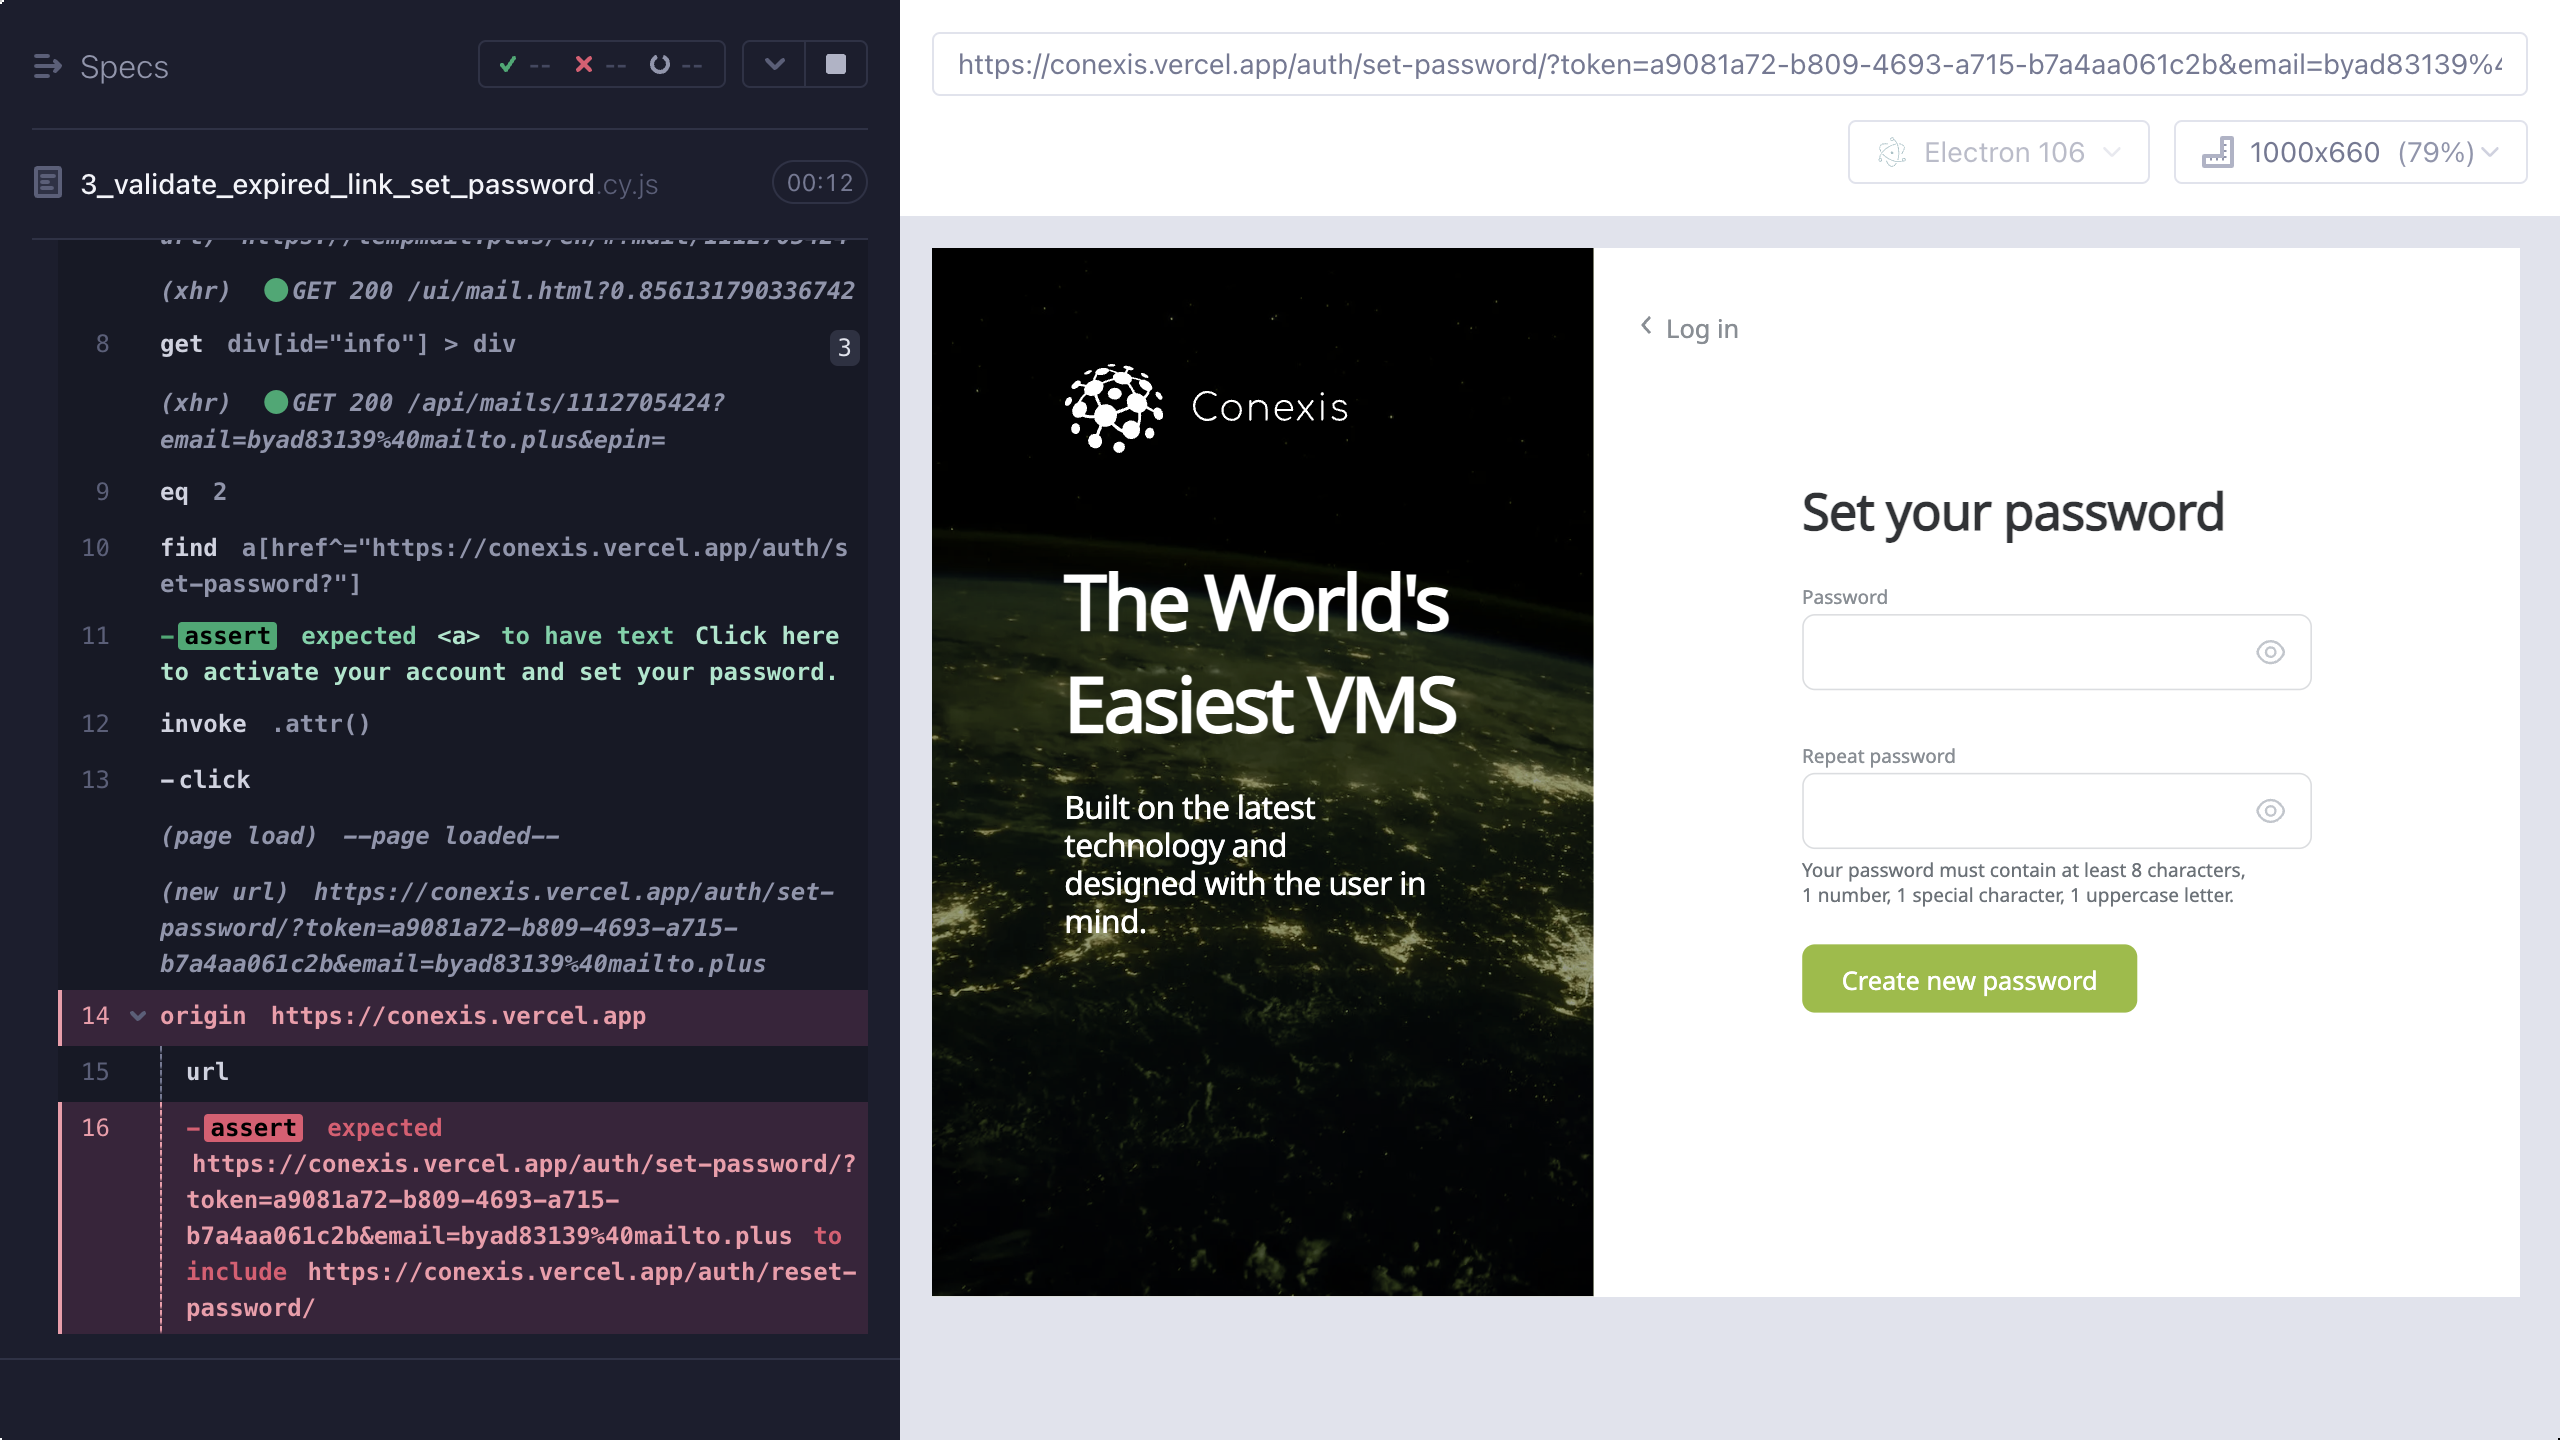 Specs
-- -- --
3_validate_expired_link_set_password.cy.js 00:12
(xhr) GET 200 /ui/mail.html?0.856131790336742
8 get div[id="info"] > div 3
(xhr) GET 200 /api/mails/1112705424?
email=byad83139%40mailto.plus&epin=
9 eq 2
10 find a[href^="https://conexis.vercel.app/auth/s
et-password?"]
11 -assert expected <a> to have text Click here
to activate your account and set your password.
12 invoke .attr()
13 -click
(page load) --page loaded--
(new url) https://conexis.vercel.app/auth/set-
password/?token=a9081a72-b809-4693-a715-
b7a4aa061c2b&email=byad83139%40mailto.plus
14 origin https://conexis.vercel.app
15 url
16 -assert expected
https://conexis.vercel.app/auth/set-password/?
token=a9081a72-b809-4693-a715-
b7a4aa061c2b&email=byad83139%40mailto.plus to
include https://conexis.vercel.app/auth/reset-
password/
https://conexis.vercel.app/auth/set-password/?token=a9081a72-b809-4693-a715-b7a4aa061c2b&email=byad83139%
Electron 106
1000x660 (79%)
Conexis
The World's
Easiest VMS
Built on the latest
technology and
designed with the user in
mind.
Log in
Set your password
Password
Repeat password
Your password must contain at least 8 characters,
1 number, 1 special character, 1 uppercase letter.
Create new password